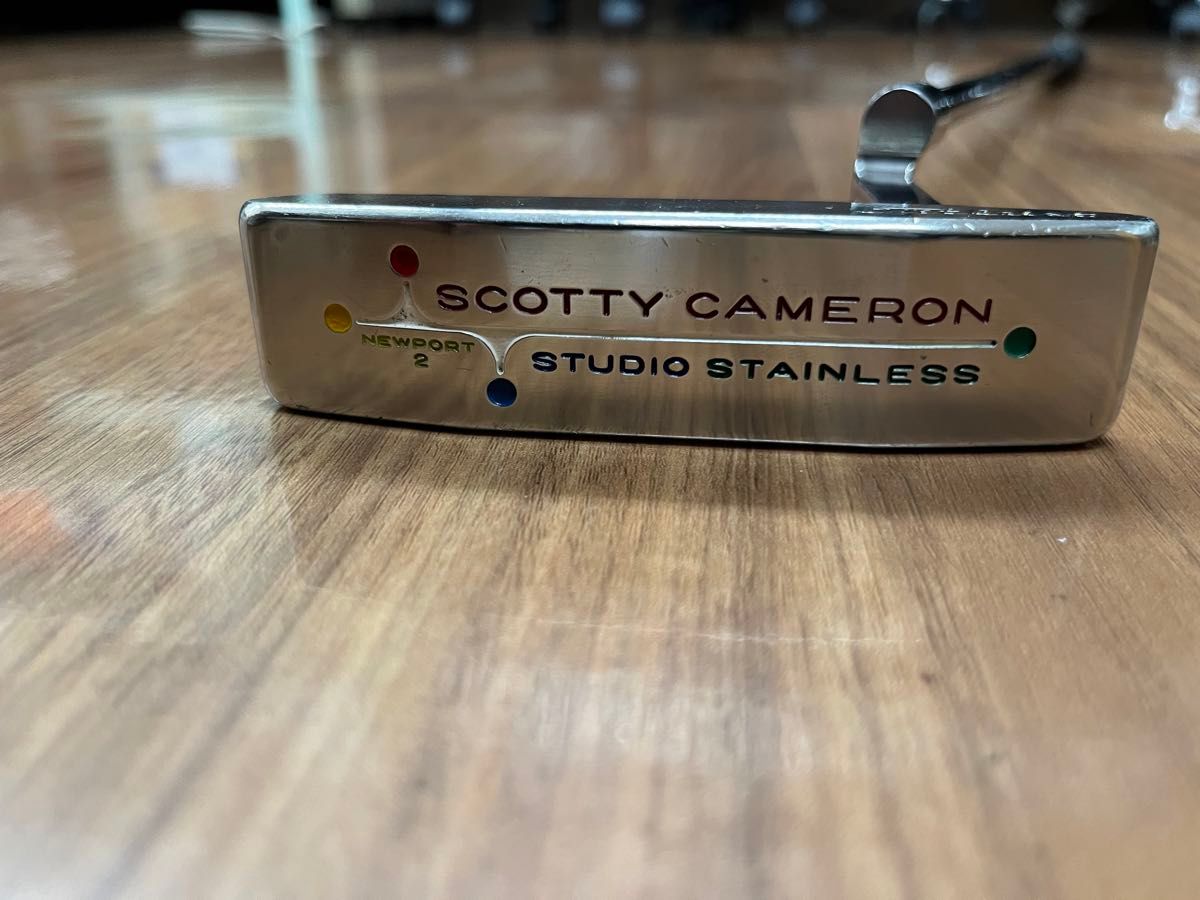 SCOTTY CAMERON
NEWPORT
2
STUDIO STAINLESS